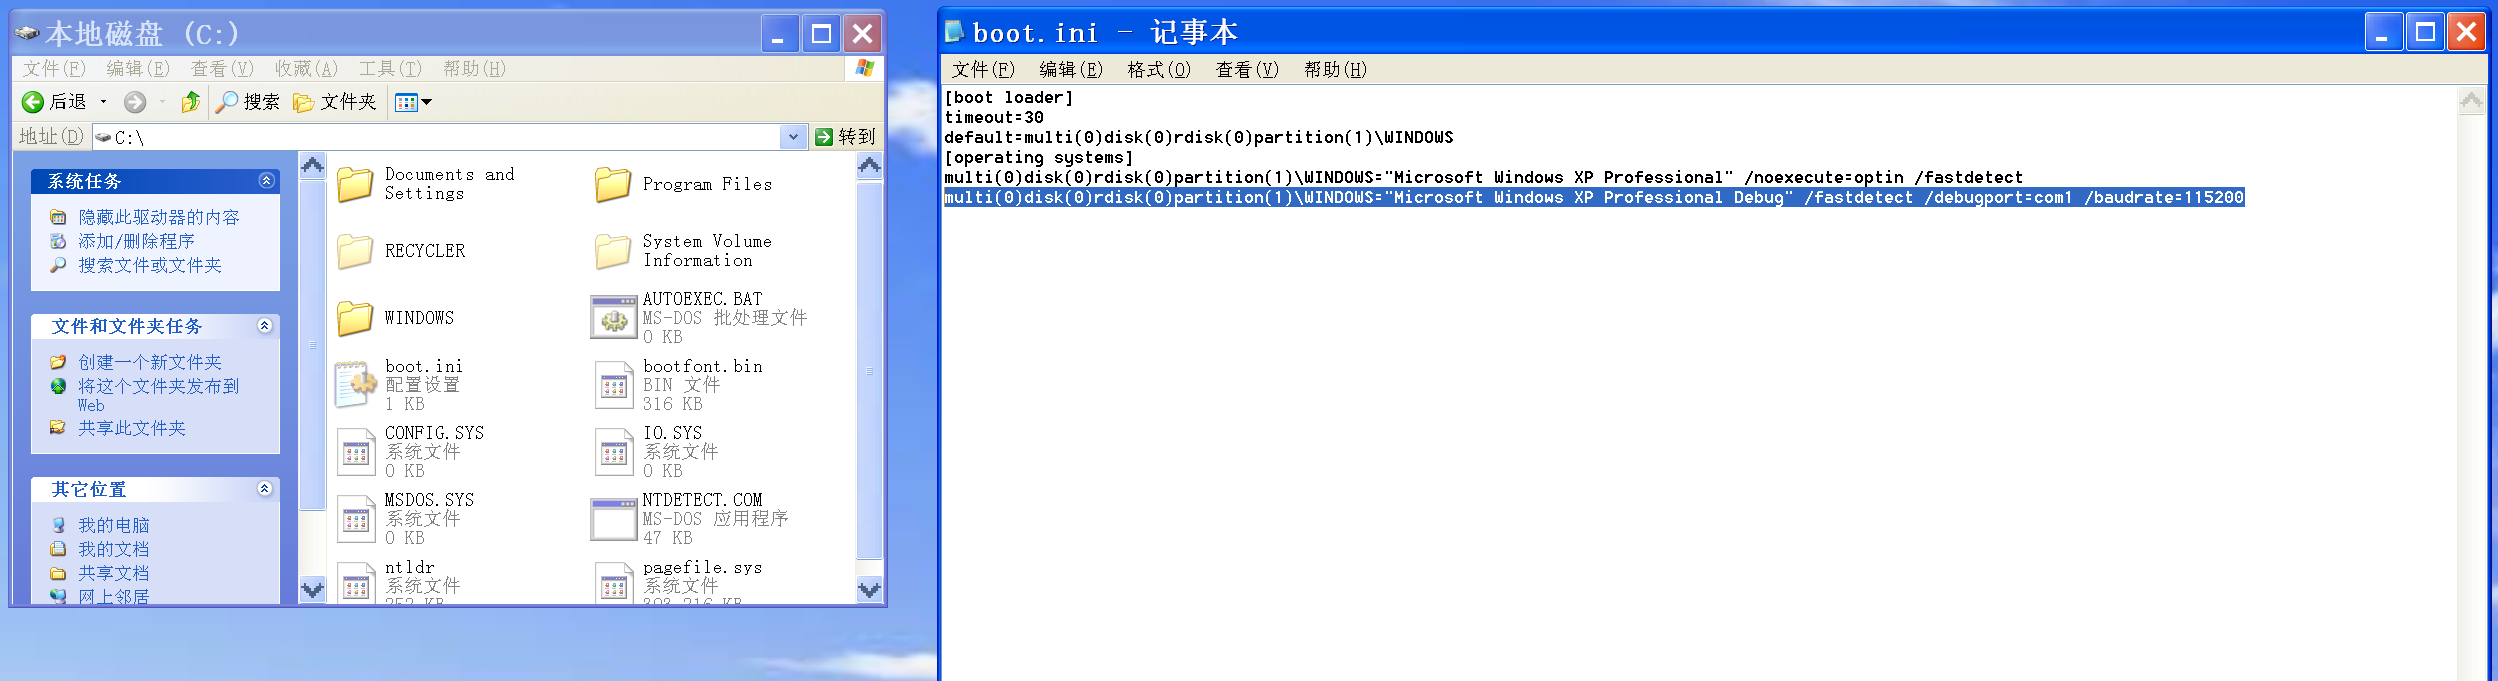 本地磁盘 (C:)
文件(F) 编辑(E) 查看(V) 收藏(A) 工具(T) 帮助(H)
后退 搜索 文件夹
地址(D) C:\ 转到
系统任务
隐藏此驱动器的内容
添加/删除程序
搜索文件或文件夹
文件和文件夹任务
创建一个新文件夹
将这个文件夹发布到
Web
共享此文件夹
其它位置
我的电脑
我的文档
共享文档
网上邻居
Documents and
Settings
Program Files
RECYCLER
System Volume
Information
WINDOWS
AUTOEXEC.BAT
MS-DOS 批处理文件
0 KB
boot.ini
配置设置
1 KB
bootfont.bin
BIN 文件
316 KB
CONFIG.SYS
系统文件
0 KB
IO.SYS
系统文件
0 KB
MSDOS.SYS
系统文件
0 KB
NTDETECT.COM
MS-DOS 应用程序
47 KB
ntldr
系统文件
pagefile.sys
系统文件
boot.ini - 记事本
文件(F) 编辑(E) 格式(O) 查看(V) 帮助(H)
[boot loader]
timeout=30
default=multi(0)disk(0)rdisk(0)partition(1)\WINDOWS
[operating systems]
multi(0)disk(0)rdisk(0)partition(1)\WINDOWS="Microsoft Windows XP Professional" /noexecute=optin /fastdetect
multi(0)disk(0)rdisk(0)partition(1)\WINDOWS="Microsoft Windows XP Professional Debug" /fastdetect /debugport=com1 /baudrate=115200